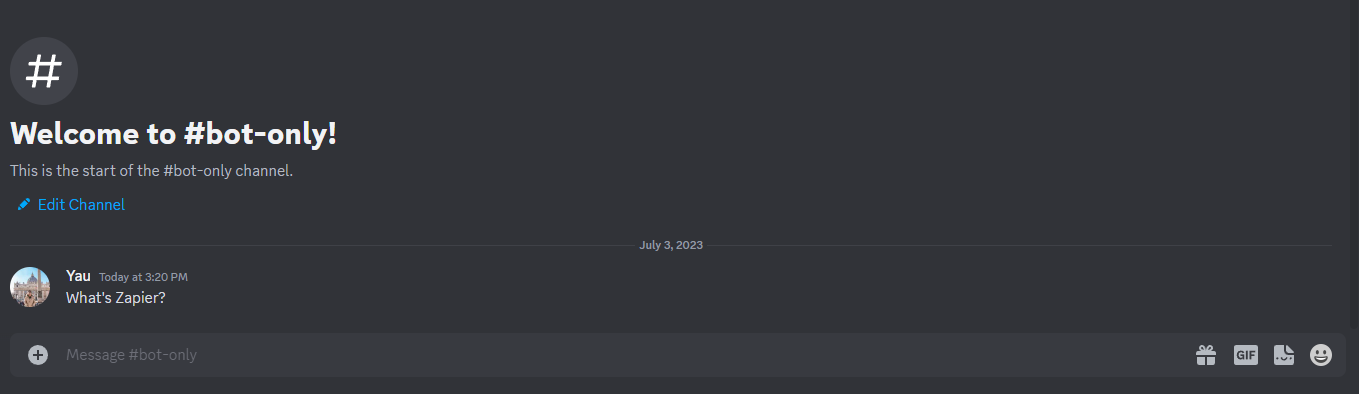 Welcome to #bot-only!
This is the start of the #bot-only channel.
Edit Channel
July 3, 2023
Yau Today at 3:20 PM
What's Zapier?
Message #bot-only
GIF